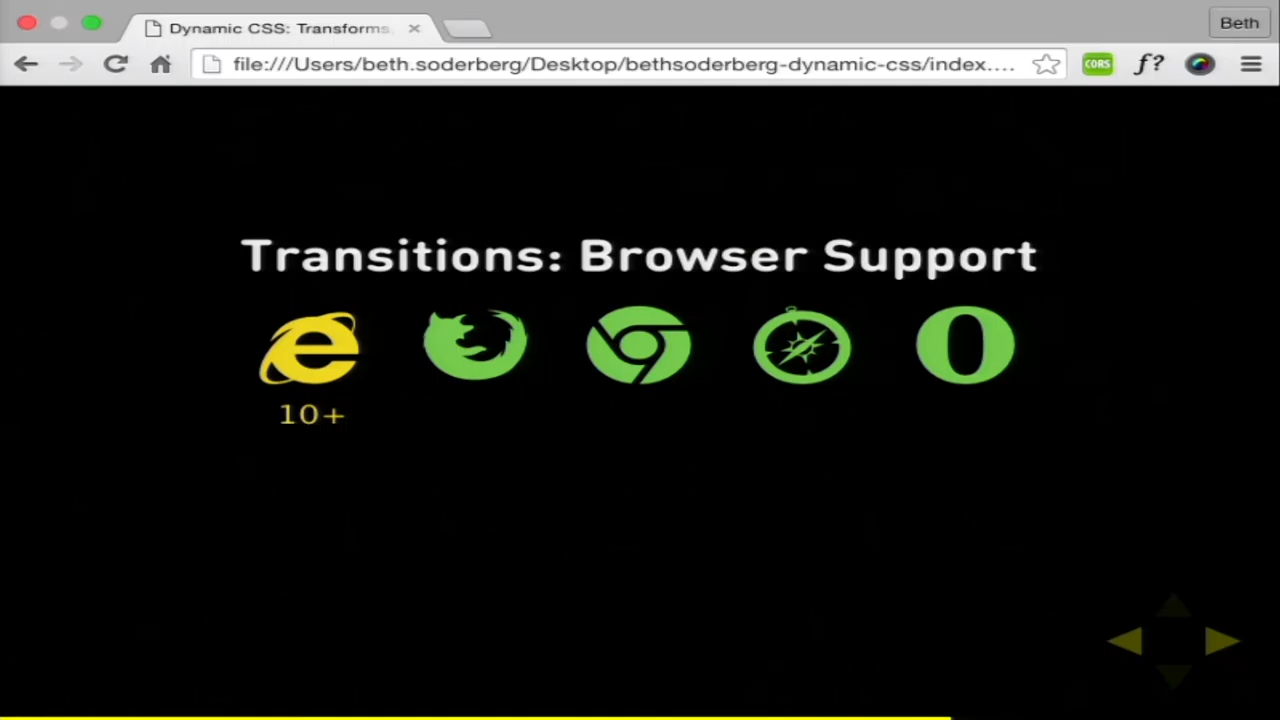 Dynamic CSS: Transforms,
Beth
file:///Users/beth.soderberg/Desktop/bethsoderberg-dynamic-css/index....
CORS
f?
Transitions: Browser Support
10+